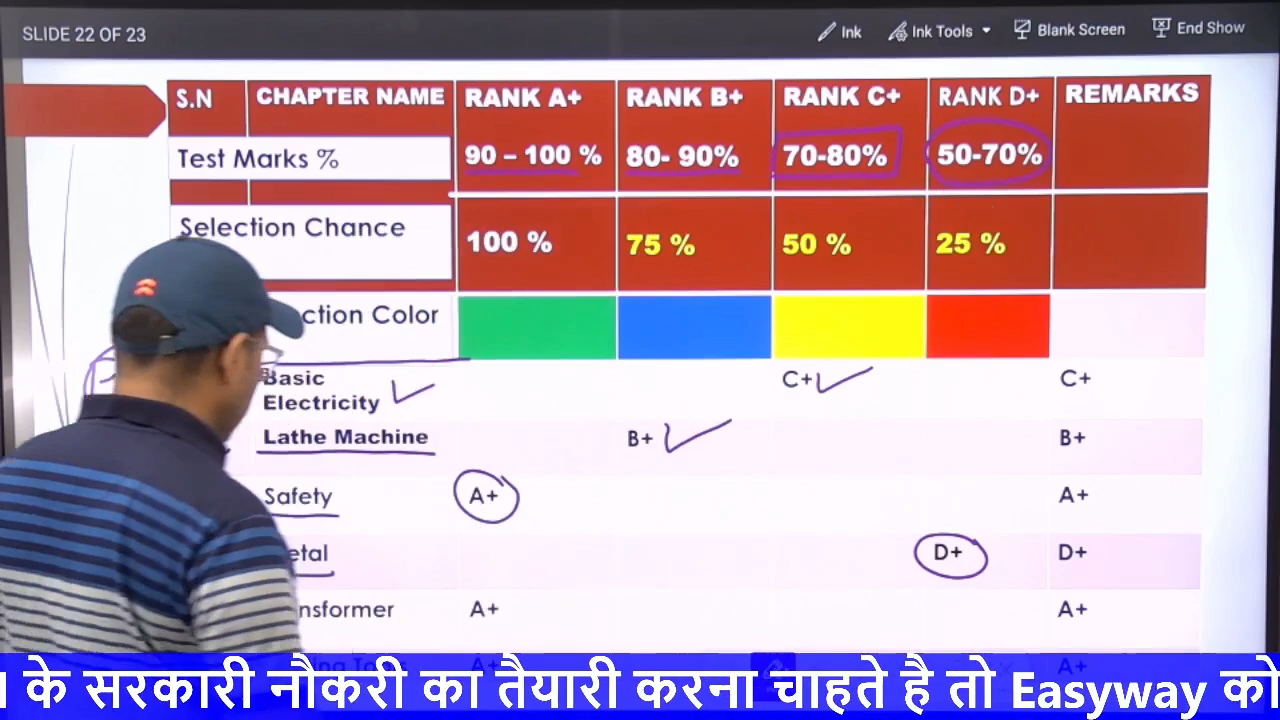 SLIDE 22 OF 23 Ink Ink Tools Blank Screen End Show
S.N CHAPTER NAME RANK A+ RANK B+ RANK C+ RANK D+ REMARKS
Test Marks % 90 – 100 % 80- 90% 70-80% 50-70%
Selection Chance 100 % 75 % 50 % 25 %
ction Color
Basic
Electricity C+ C+
Lathe Machine B+ B+
Safety A+ A+
etal D+ D+
nsformer A+ A+
A+ A+
के सरकारी नौकरी का तैयारी करना चाहते है तो Easyway को